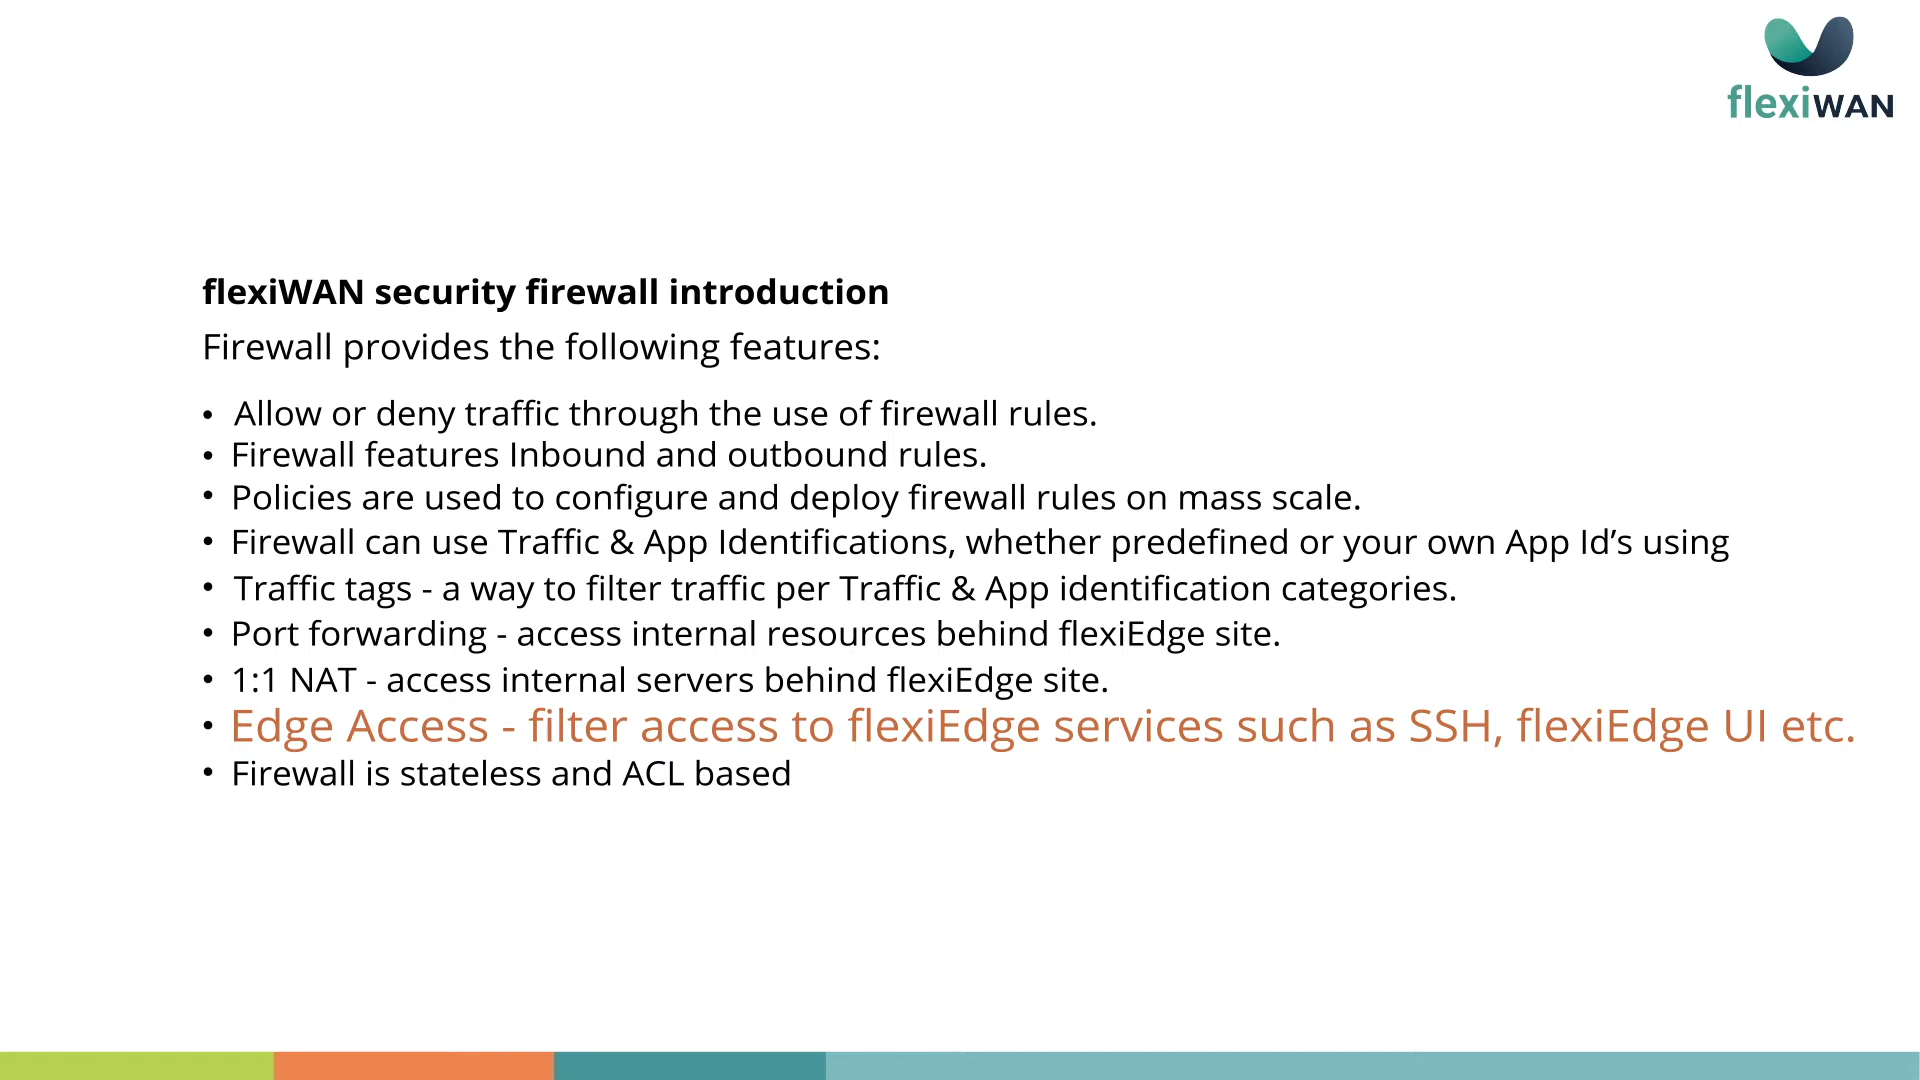 flexiWAN
flexiWAN security firewall introduction
Firewall provides the following features:
• Allow or deny traffic through the use of firewall rules.
• Firewall features Inbound and outbound rules.
• Policies are used to configure and deploy firewall rules on mass scale.
• Firewall can use Traffic & App Identifications, whether predefined or your own App Id’s using
• Traffic tags - a way to filter traffic per Traffic & App identification categories.
• Port forwarding - access internal resources behind flexiEdge site.
• 1:1 NAT - access internal servers behind flexiEdge site.
• Edge Access - filter access to flexiEdge services such as SSH, flexiEdge UI etc.
• Firewall is stateless and ACL based